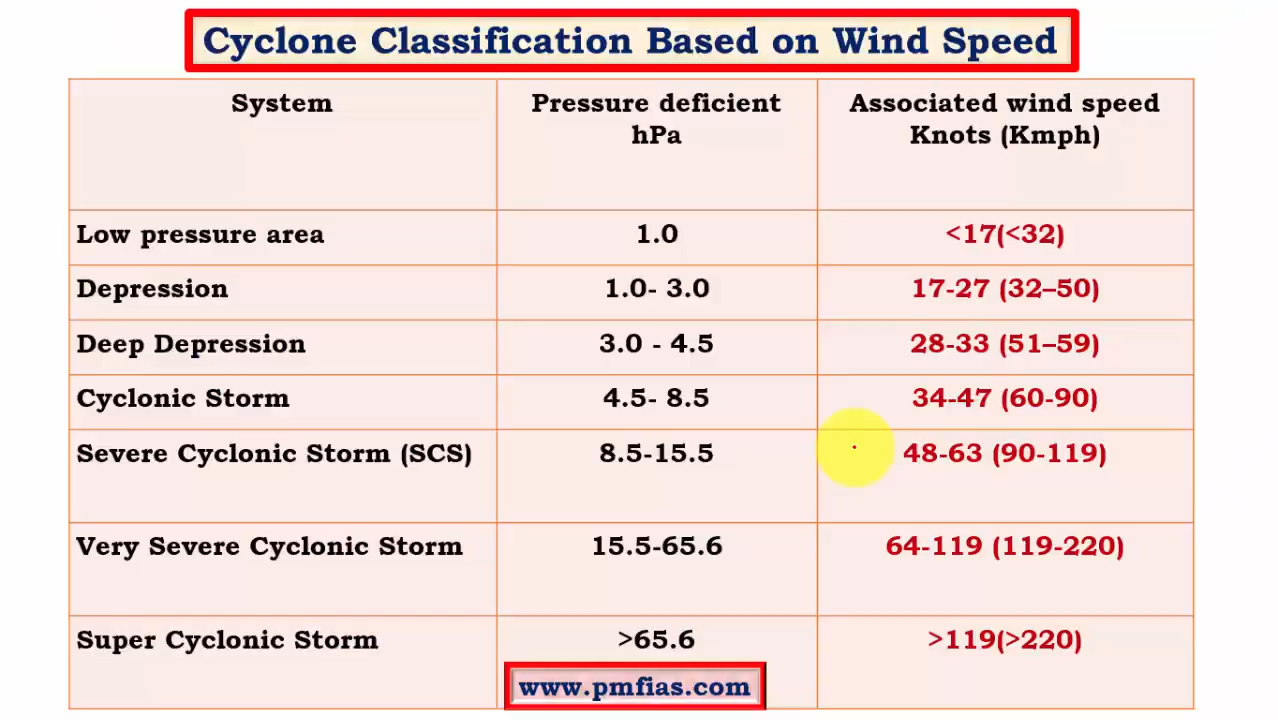 Cyclone Classification Based on Wind Speed
System
Pressure deficient
hPa
Associated wind speed
Knots (Kmph)
Low pressure area
1.0
<17(<32)
Depression
1.0- 3.0
17-27 (32–50)
Deep Depression
3.0 - 4.5
28-33 (51–59)
Cyclonic Storm
4.5- 8.5
34-47 (60-90)
Severe Cyclonic Storm (SCS)
8.5-15.5
48-63 (90-119)
Very Severe Cyclonic Storm
15.5-65.6
64-119 (119-220)
Super Cyclonic Storm
>65.6
>119(>220)
www.pmfias.com